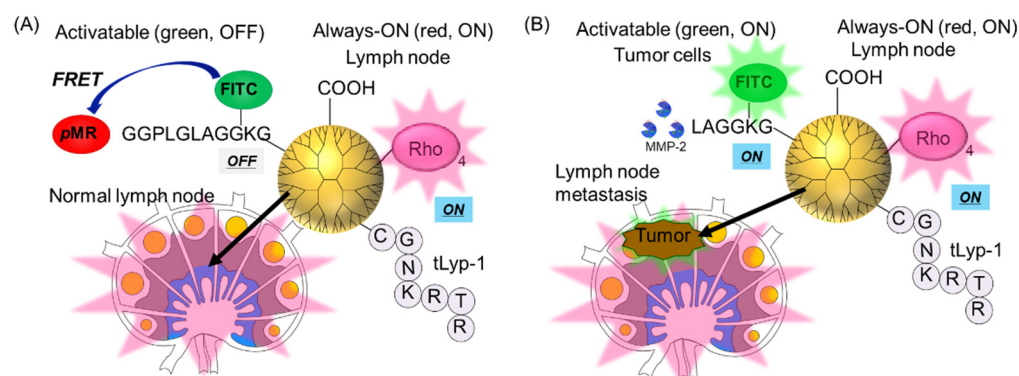 (A)
Activatable (green, OFF)
Always-ON (red, ON)
Lymph node
FRET
FITC
COOH
pMR
GGPLGLAGGKG
OFF
Rho
4
ON
Normal lymph node
C
G
N
K
R
T
R
tLyp-1
(B)
Activatable (green, ON)
Tumor cells
Always-ON (red, ON)
Lymph node
FITC
COOH
LAGGKG
MMP-2
ON
Rho
4
ON
Lymph node
metastasis
Tumor
C
G
N
K
R
T
R
tLyp-1